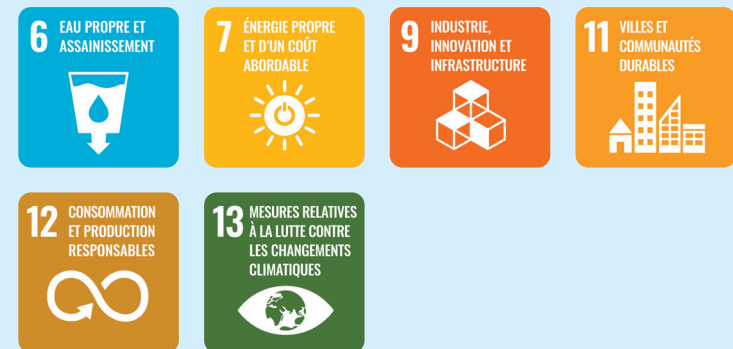 6
EAU PROPRE ET
ASSAINISSEMENT
7
ÉNERGIE PROPRE
ET D'UN COÛT
ABORDABLE
9
INDUSTRIE,
INNOVATION ET
INFRASTRUCTURE
11
VILLES ET
COMMUNAUTÉS
DURABLES
12
CONSOMMATION
ET PRODUCTION
RESPONSABLES
13
MESURES RELATIVES
À LA LUTTE CONTRE
LES CHANGEMENTS
CLIMATIQUES